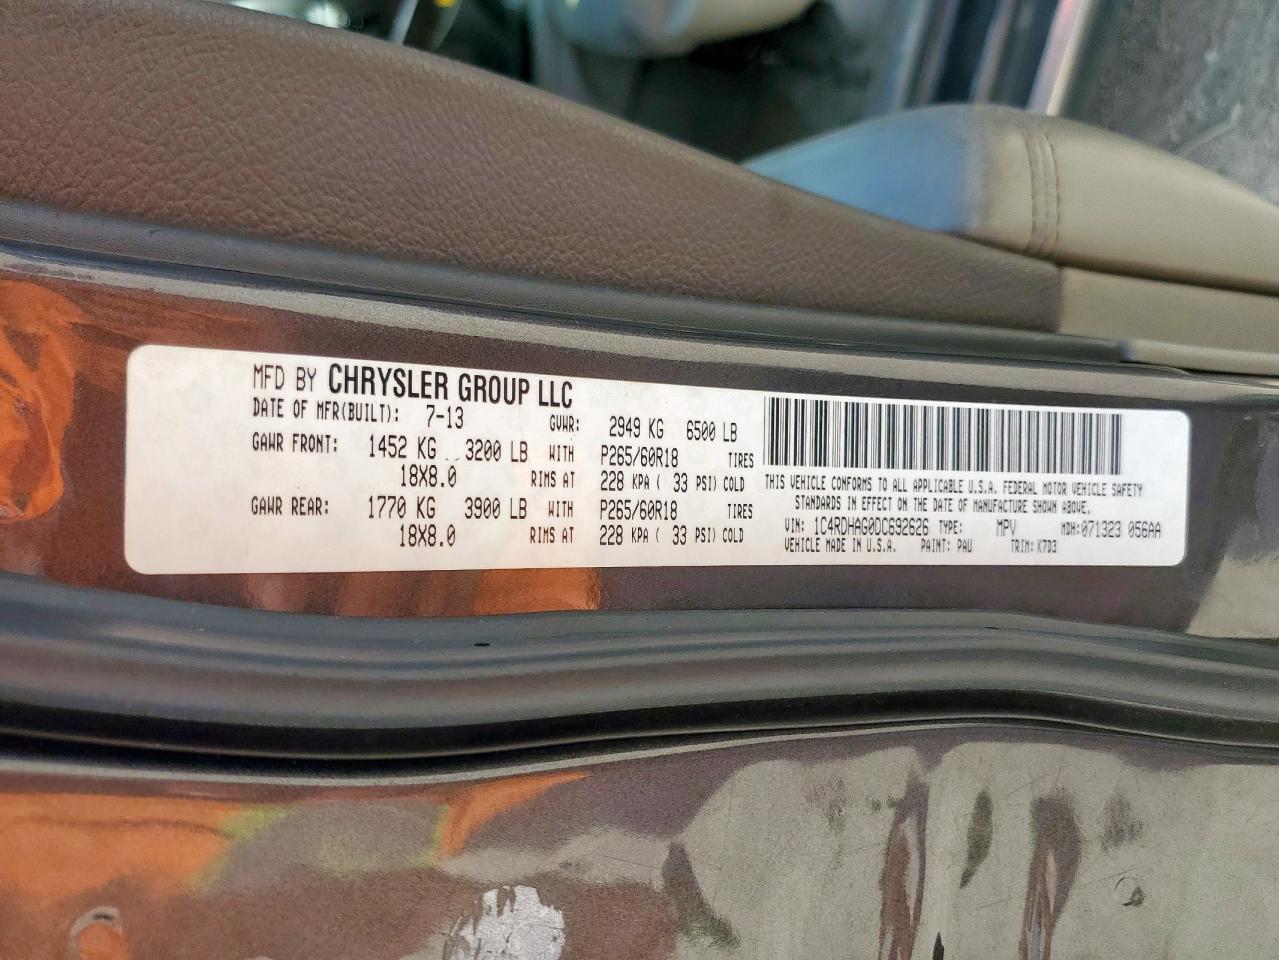 MFD BY CHRYSLER GROUP LLC
DATE OF MFR(BUILT): 7-13 GVWR: 2949 KG 6500 LB
GAWR FRONT: 1452 KG 3200 LB WITH P265/60R18 TIRES
18X8.0 RIMS AT 228 KPA ( 33 PSI) COLD
GAWR REAR: 1770 KG 3900 LB WITH P265/60R18 TIRES
18X8.0 RIMS AT 228 KPA ( 33 PSI) COLD
THIS VEHICLE CONFORMS TO ALL APPLICABLE U.S.A. FEDERAL MOTOR VEHICLE SAFETY
STANDARDS IN EFFECT ON THE DATE OF MANUFACTURE SHOWN ABOVE.
VIN: 1C4RDHAG0DC692626 TYPE: MPV MDH: 071323 056AA
VEHICLE MADE IN U.S.A. PAINT: PAU TRIM: K7D3